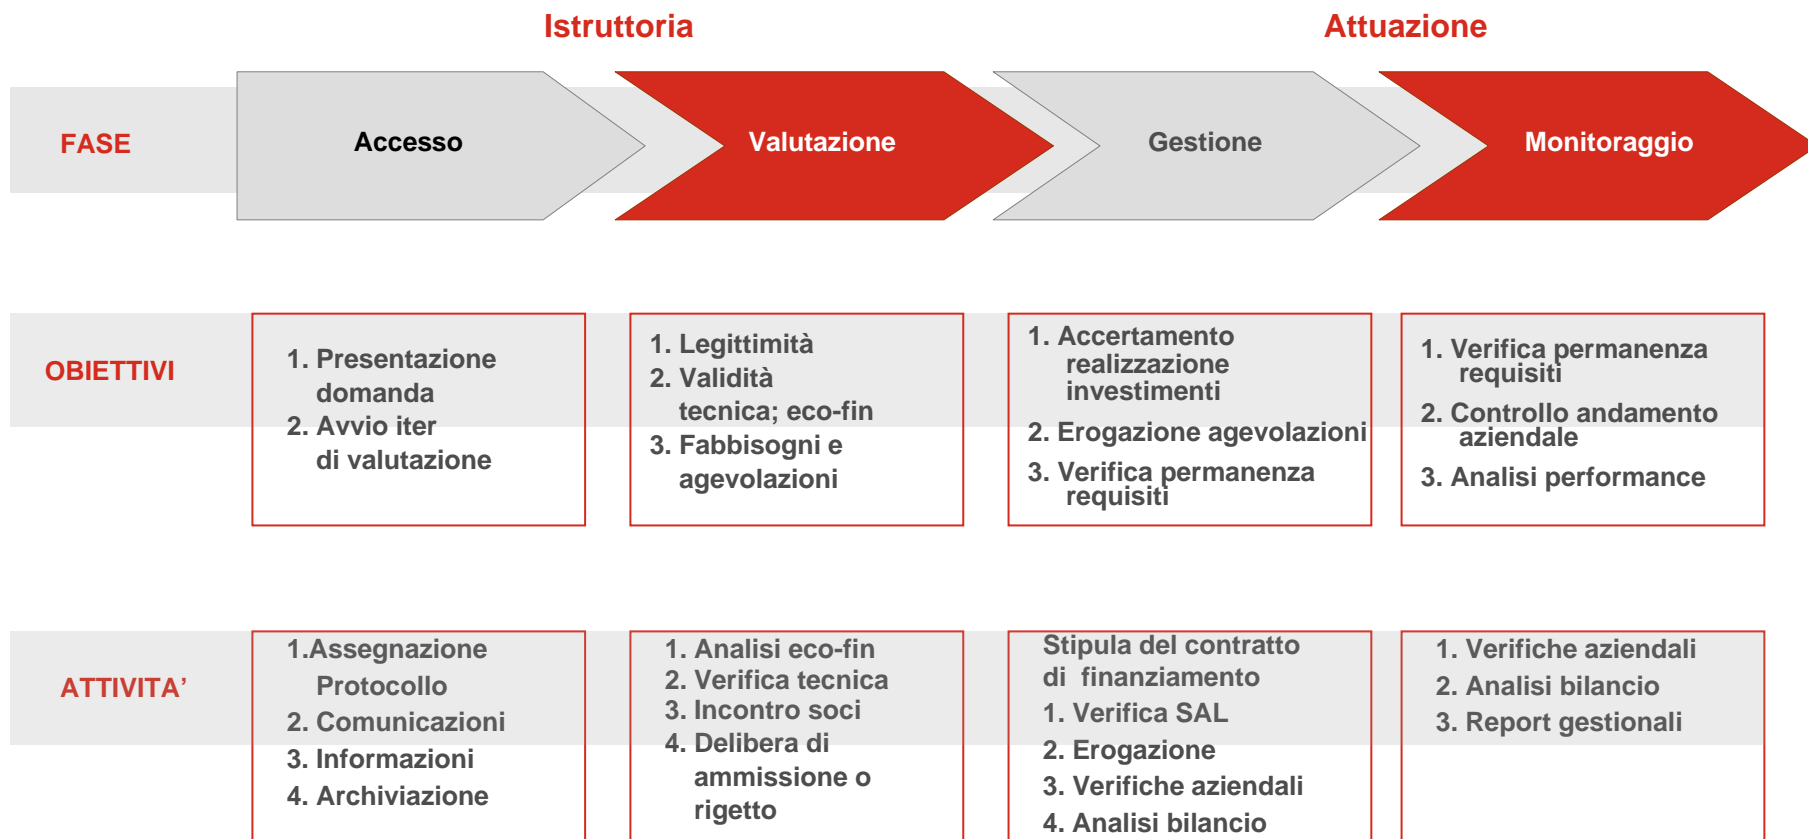 Istruttoria
Attuazione
FASE
Accesso
Valutazione
Gestione
Monitoraggio
OBIETTIVI
1. Presentazione
domanda
2. Avvio iter
di valutazione
1. Legittimità
2. Validità
tecnica; eco-fin
3. Fabbisogni e
agevolazioni
1. Accertamento
realizzazione
investimenti
2. Erogazione agevolazioni
3. Verifica permanenza
requisiti
1. Verifica permanenza
requisiti
2. Controllo andamento
aziendale
3. Analisi performance
ATTIVITA’
1.Assegnazione
Protocollo
2. Comunicazioni
3. Informazioni
4. Archiviazione
1. Analisi eco-fin
2. Verifica tecnica
3. Incontro soci
4. Delibera di
ammissione o
rigetto
Stipula del contratto
di finanziamento
1. Verifica SAL
2. Erogazione
3. Verifiche aziendali
4. Analisi bilancio
1. Verifiche aziendali
2. Analisi bilancio
3. Report gestionali